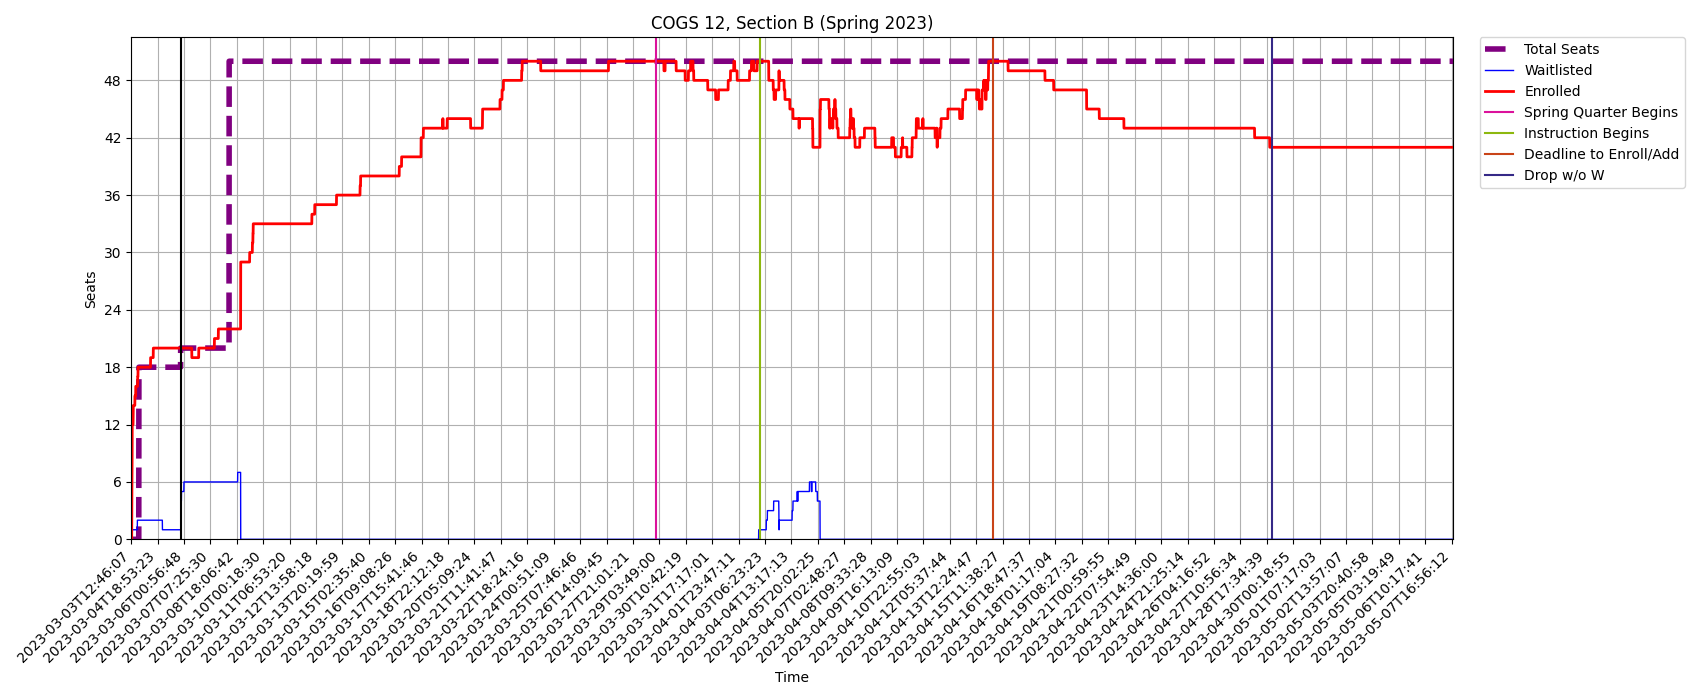 COGS 12, Section B (Spring 2023)
Total Seats
Waitlisted
Enrolled
Spring Quarter Begins
Instruction Begins
Deadline to Enroll/Add
Drop w/o W
Seats
48
42
36
30
24
18
12
6
0
2023-03-03T12:46:07
2023-03-04T18:53:23
2023-03-06T00:56:48
2023-03-07T07:25:30
2023-03-08T18:06:42
2023-03-10T00:18:30
2023-03-11T06:53:20
2023-03-12T13:58:18
2023-03-13T20:19:59
2023-03-15T02:35:40
2023-03-16T09:08:26
2023-03-17T15:41:46
2023-03-18T22:12:18
2023-03-20T05:09:24
2023-03-21T11:41:47
2023-03-22T18:24:16
2023-03-24T00:51:09
2023-03-25T07:46:46
2023-03-26T14:09:45
2023-03-27T21:01:21
2023-03-29T03:49:00
2023-03-30T10:42:19
2023-03-31T17:17:01
2023-04-01T23:47:11
2023-04-03T06:23:23
2023-04-04T13:17:13
2023-04-05T20:02:25
2023-04-07T02:48:27
2023-04-08T09:33:28
2023-04-09T16:13:09
2023-04-10T22:55:03
2023-04-12T05:37:44
2023-04-13T12:24:47
2023-04-15T11:38:27
2023-04-16T18:47:37
2023-04-18T01:17:04
2023-04-19T08:27:32
2023-04-21T00:59:55
2023-04-22T07:54:49
2023-04-23T14:36:00
2023-04-24T21:25:14
2023-04-26T04:16:52
2023-04-27T10:56:34
2023-04-28T17:34:39
2023-04-30T00:18:55
2023-05-01T07:17:03
2023-05-02T13:57:07
2023-05-03T20:40:58
2023-05-05T03:19:49
2023-05-06T10:17:41
2023-05-07T16:56:12
Time